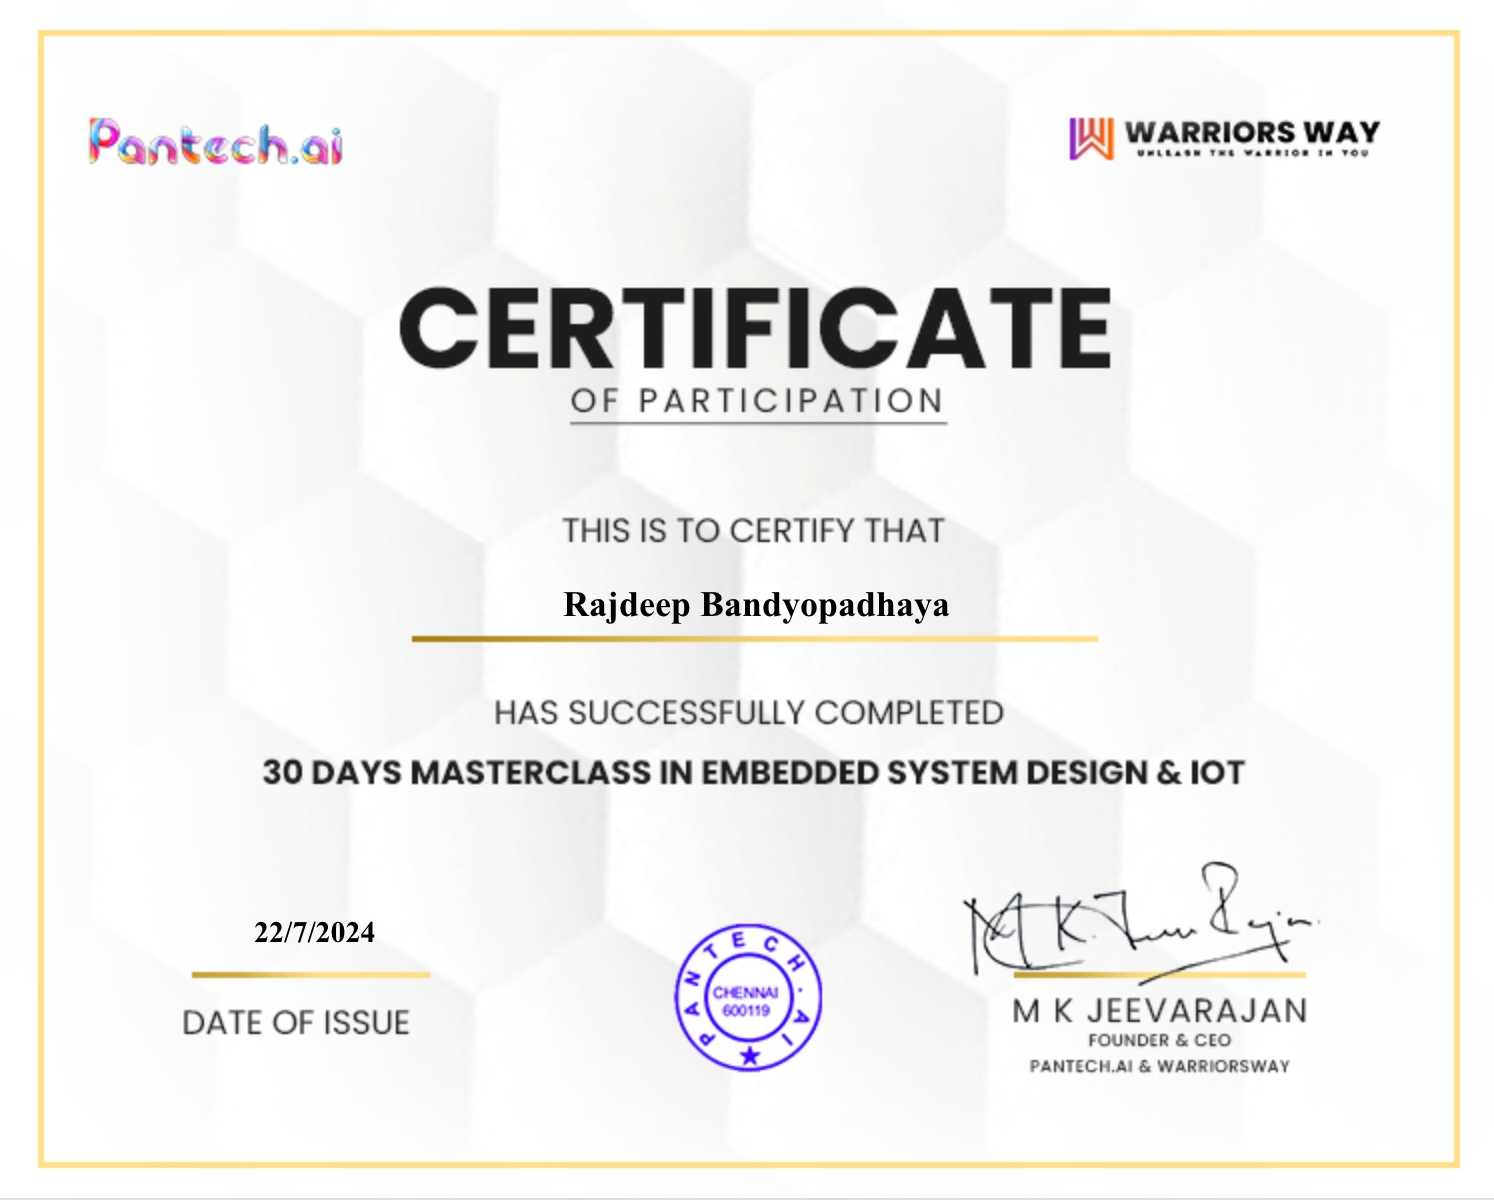 Pantech.ai
WARRIORS WAY
UNLEASH THE WARRIOR IN YOU
CERTIFICATE
OF PARTICIPATION
THIS IS TO CERTIFY THAT
Rajdeep Bandyopadhaya
HAS SUCCESSFULLY COMPLETED
30 DAYS MASTERCLASS IN EMBEDDED SYSTEM DESIGN & IOT
22/7/2024
DATE OF ISSUE
PANTECH.AI
CHENNAI
600119
M K JEEVARAJAN
FOUNDER & CEO
PANTECH.AI & WARRIORSWAY